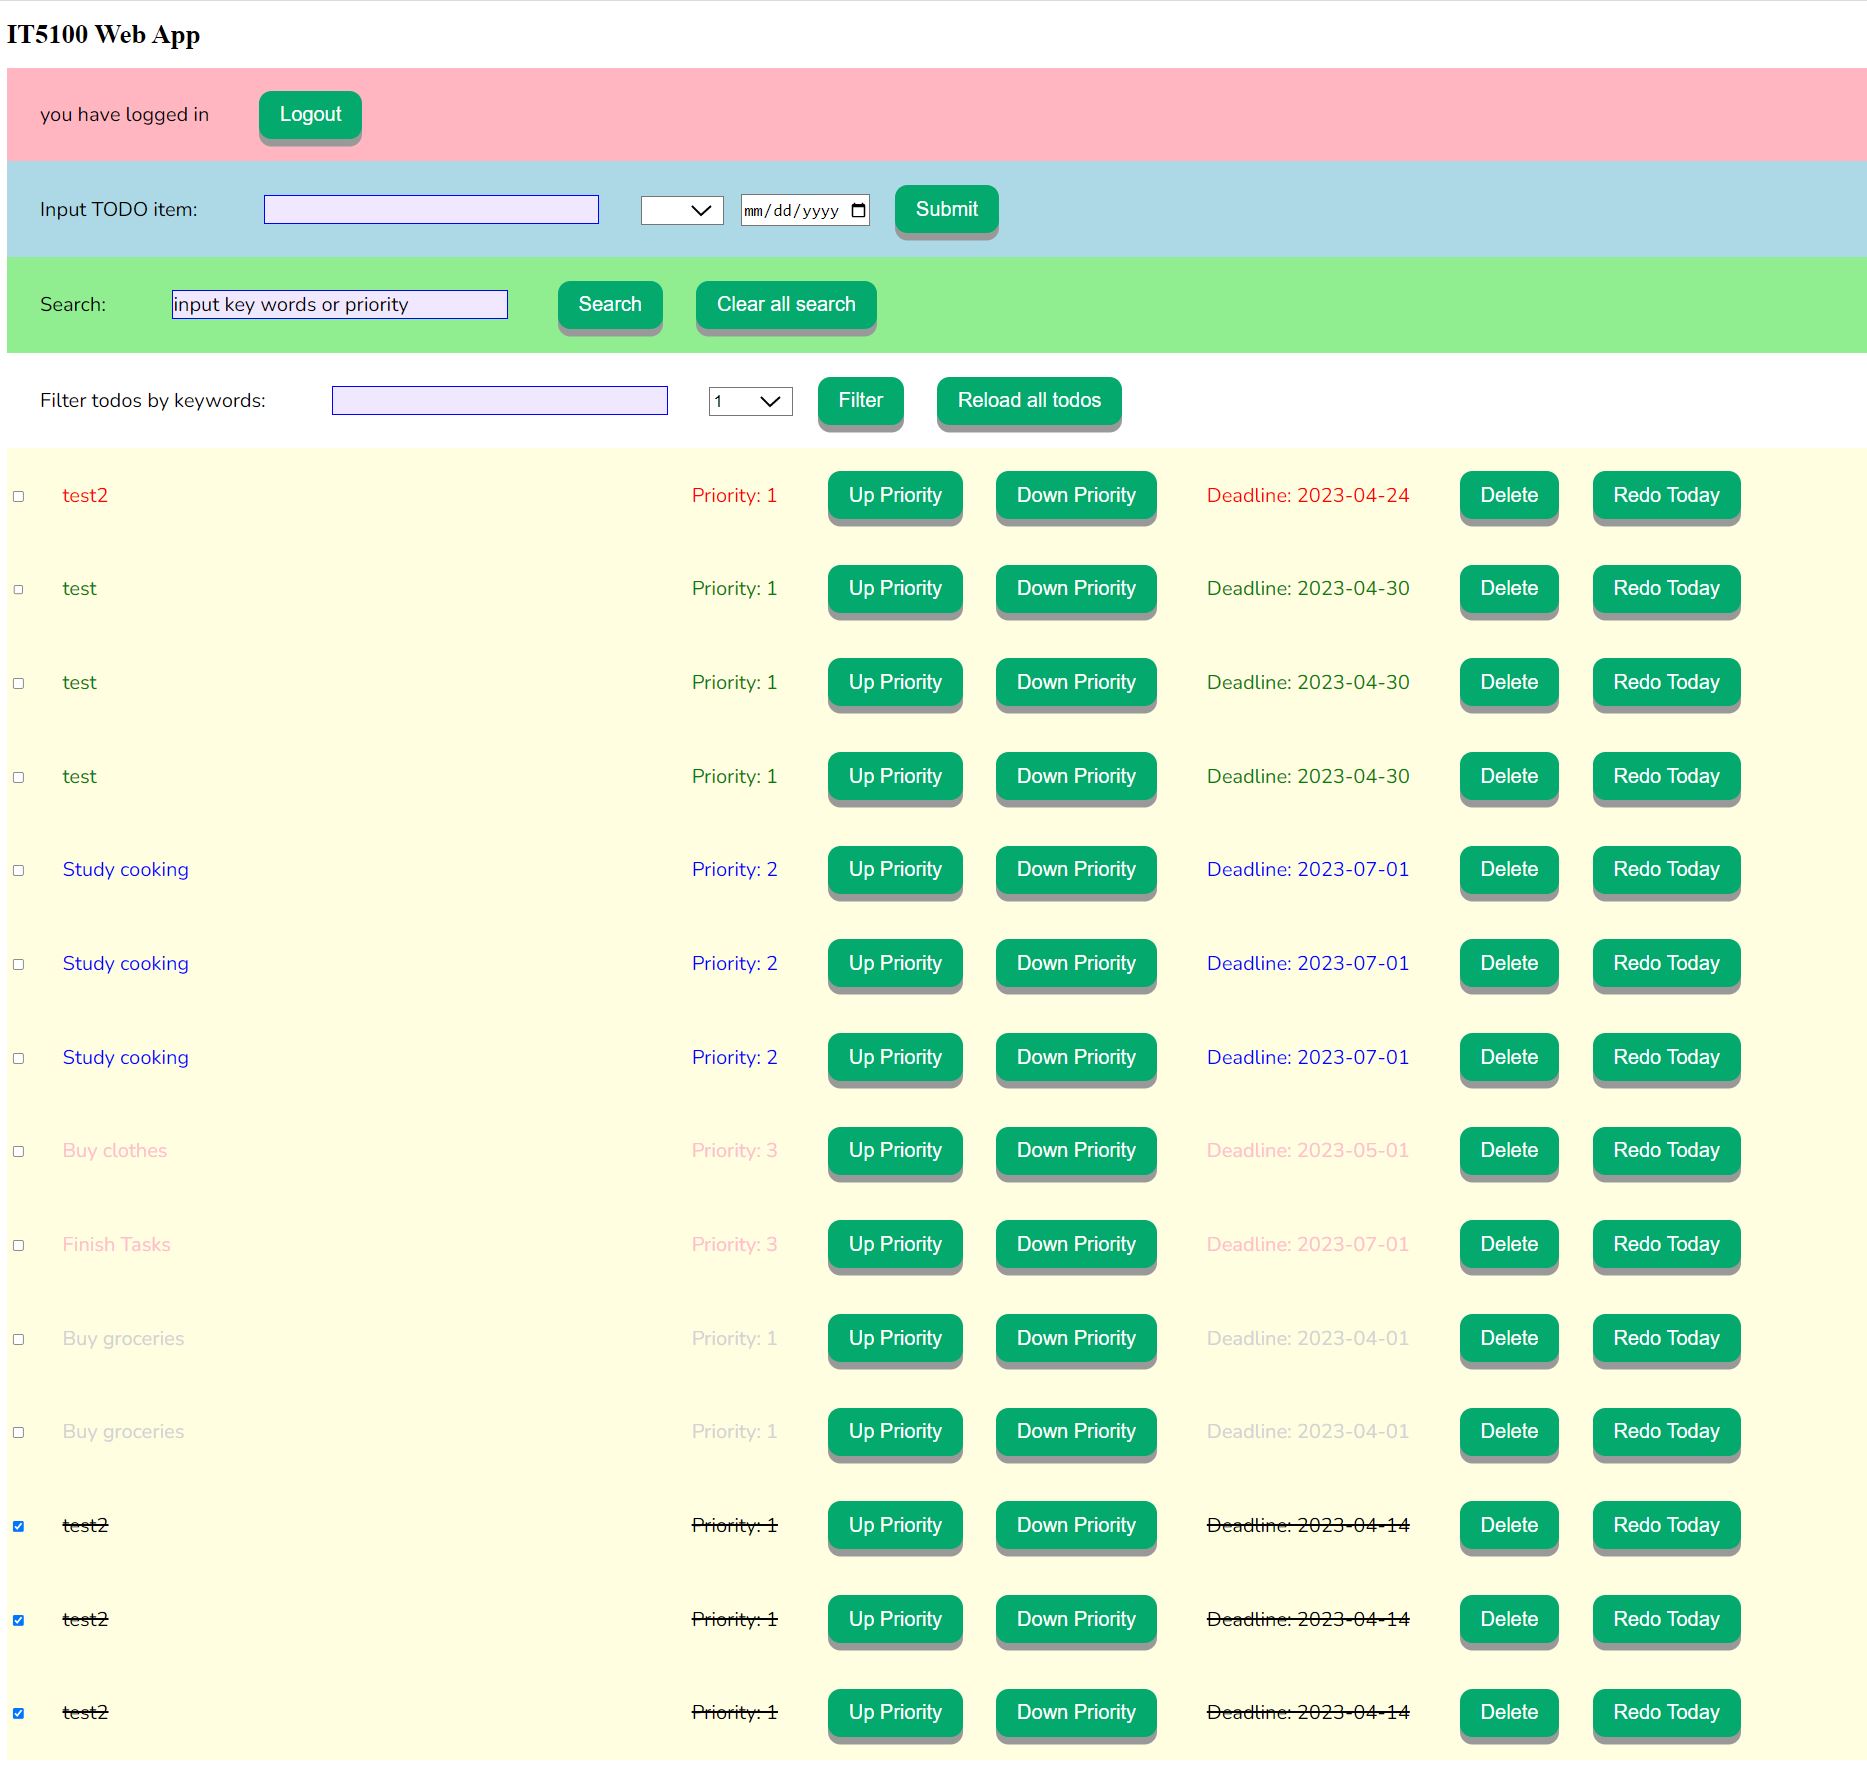 IT5100 Web App
you have logged in Logout
Input TODO item: mm/dd/yyyy Submit
Search: input key words or priority Search Clear all search
Filter todos by keywords: 1 Filter Reload all todos
test2 Priority: 1 Up Priority Down Priority Deadline: 2023-04-24 Delete Redo Today
test Priority: 1 Up Priority Down Priority Deadline: 2023-04-30 Delete Redo Today
test Priority: 1 Up Priority Down Priority Deadline: 2023-04-30 Delete Redo Today
test Priority: 1 Up Priority Down Priority Deadline: 2023-04-30 Delete Redo Today
Study cooking Priority: 2 Up Priority Down Priority Deadline: 2023-07-01 Delete Redo Today
Study cooking Priority: 2 Up Priority Down Priority Deadline: 2023-07-01 Delete Redo Today
Study cooking Priority: 2 Up Priority Down Priority Deadline: 2023-07-01 Delete Redo Today
Buy clothes Priority: 3 Up Priority Down Priority Deadline: 2023-05-01 Delete Redo Today
Finish Tasks Priority: 3 Up Priority Down Priority Deadline: 2023-07-01 Delete Redo Today
Buy groceries Priority: 1 Up Priority Down Priority Deadline: 2023-04-01 Delete Redo Today
Buy groceries Priority: 1 Up Priority Down Priority Deadline: 2023-04-01 Delete Redo Today
test2 Priority: 1 Up Priority Down Priority Deadline: 2023-04-14 Delete Redo Today
test2 Priority: 1 Up Priority Down Priority Deadline: 2023-04-14 Delete Redo Today
test2 Priority: 1 Up Priority Down Priority Deadline: 2023-04-14 Delete Redo Today